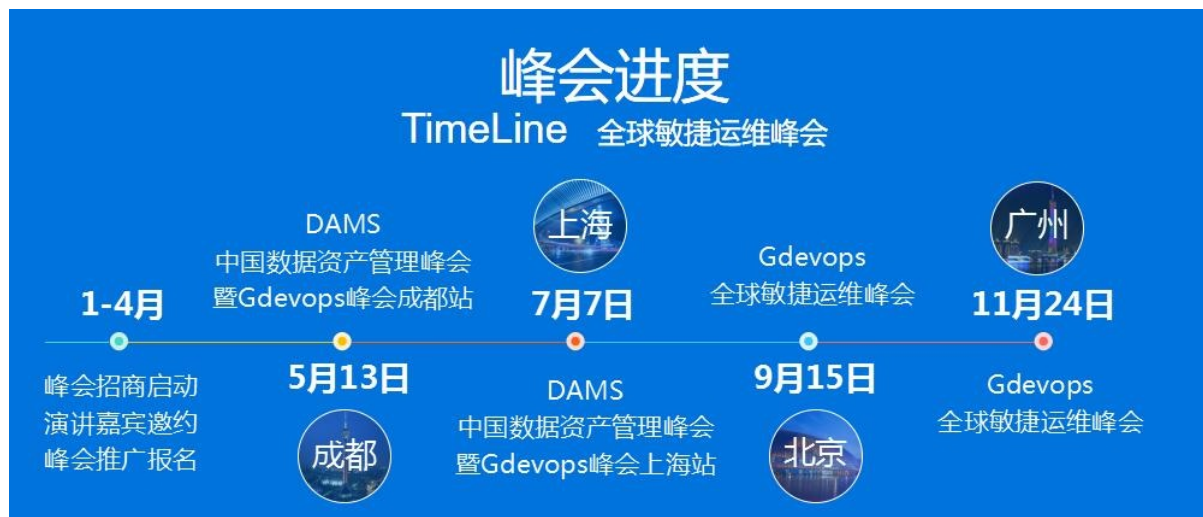 峰会进度
TimeLine 全球敏捷运维峰会
1-4月
峰会招商启动
演讲嘉宾邀约
峰会推广报名
DAMS
中国数据资产管理峰会
暨Gdevops峰会成都站
5月13日
成都
上海
7月7日
DAMS
中国数据资产管理峰会
暨Gdevops峰会上海站
Gdevops
全球敏捷运维峰会
9月15日
北京
广州
11月24日
Gdevops
全球敏捷运维峰会